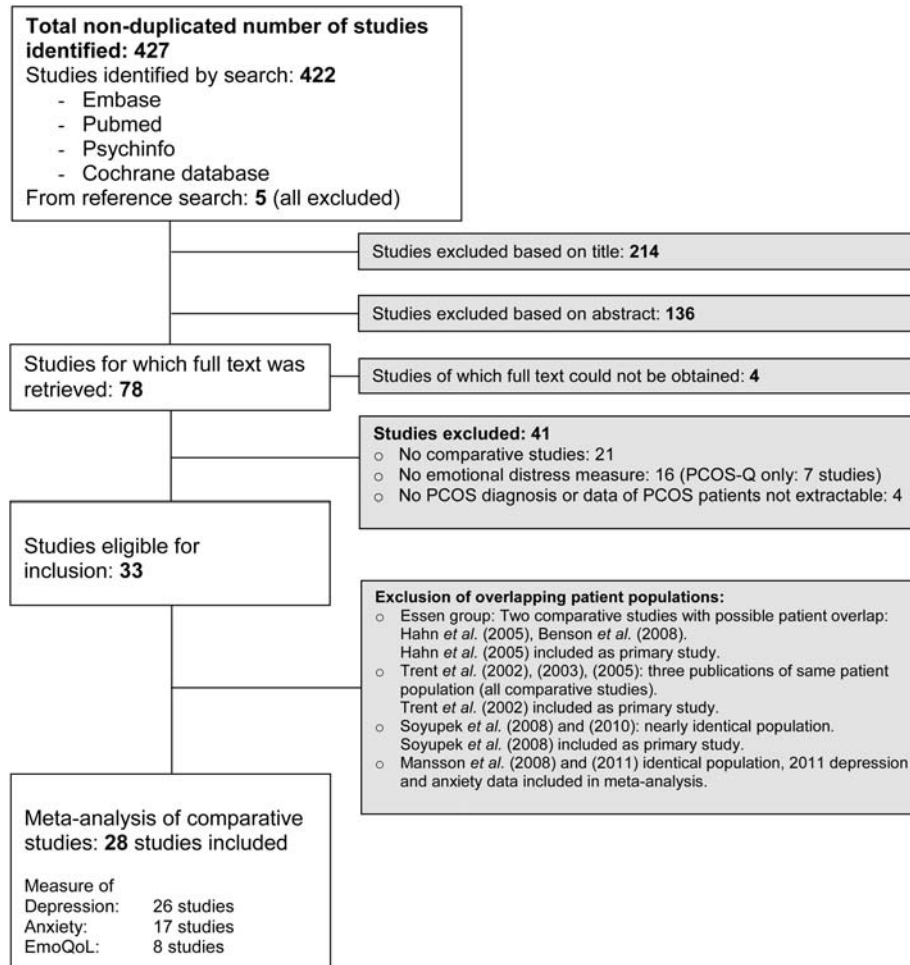 Total non-duplicated number of studies
identified: 427
Studies identified by search: 422
- Embase
- Pubmed
- Psychinfo
- Cochrane database
From reference search: 5 (all excluded)
Studies excluded based on title: 214
Studies excluded based on abstract: 136
Studies for which full text was
retrieved: 78
Studies of which full text could not be obtained: 4
Studies excluded: 41
○ No comparative studies: 21
○ No emotional distress measure: 16 (PCOS-Q only: 7 studies)
○ No PCOS diagnosis or data of PCOS patients not extractable: 4
Studies eligible for
inclusion: 33
Exclusion of overlapping patient populations:
○ Essen group: Two comparative studies with possible patient overlap:
Hahn et al. (2005), Benson et al. (2008).
Hahn et al. (2005) included as primary study.
○ Trent et al. (2002), (2003), (2005): three publications of same patient
population (all comparative studies).
Trent et al. (2002) included as primary study.
○ Soyupek et al. (2008) and (2010): nearly identical population.
Soyupek et al. (2008) included as primary study.
○ Mansson et al. (2008) and (2011) identical population, 2011 depression
and anxiety data included in meta-analysis.
Meta-analysis of comparative
studies: 28 studies included
Measure of
Depression: 26 studies
Anxiety: 17 studies
EmoQoL: 8 studies